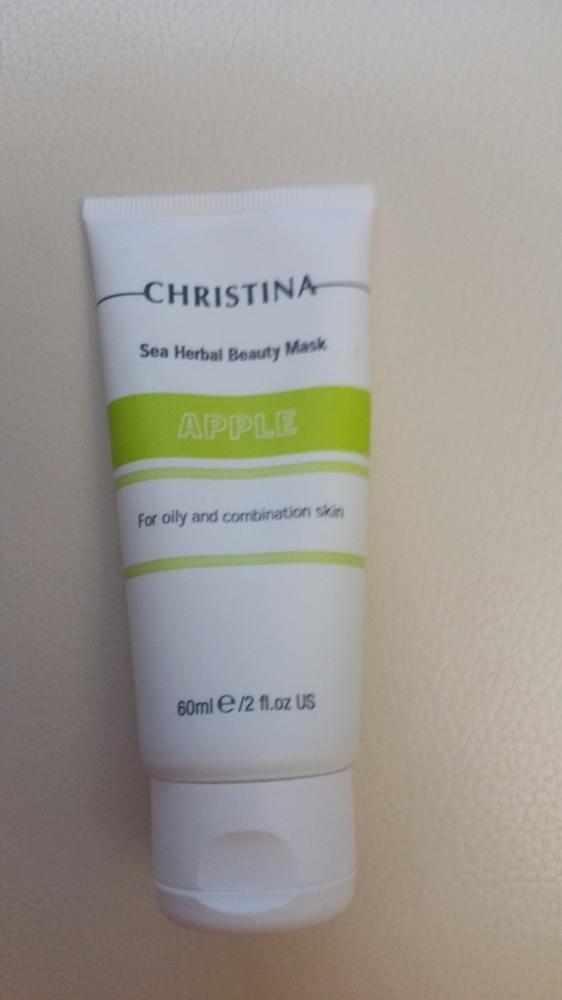 CHRISTINA
Sea Herbal Beauty Mask
APPLE
For oily and combination skin
60ml ℮/2 fl.oz US